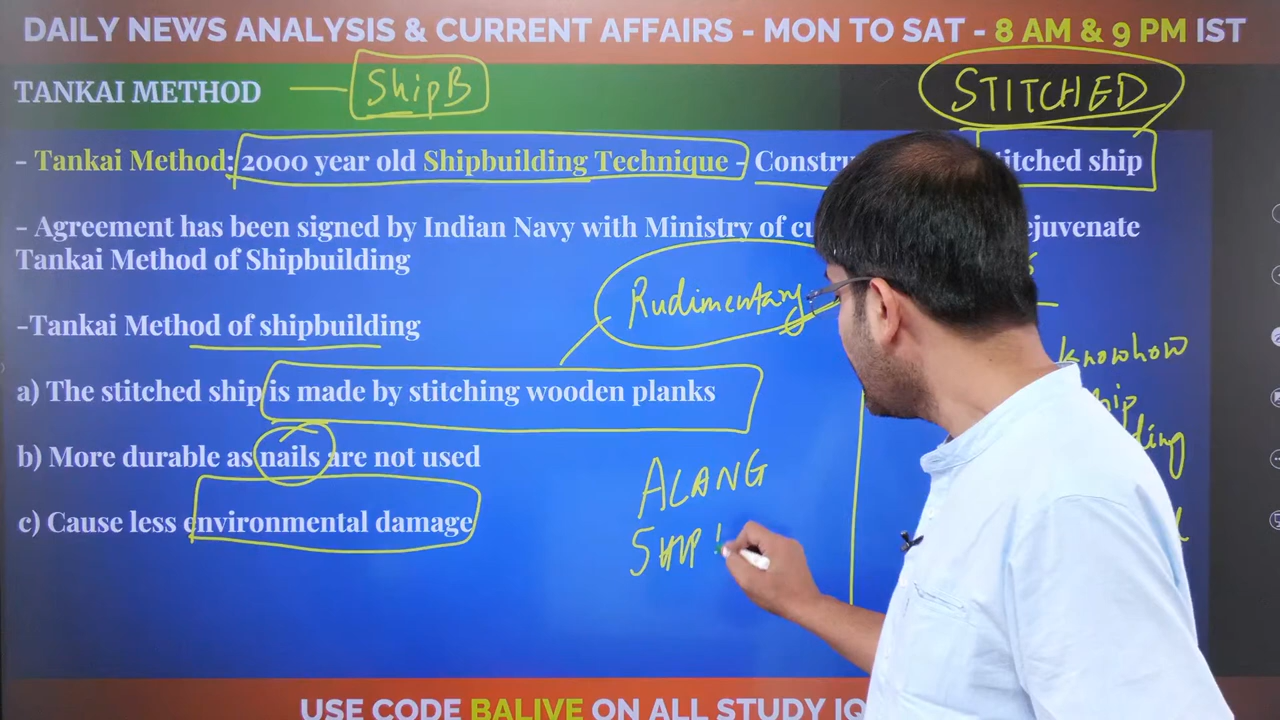 DAILY NEWS ANALYSIS & CURRENT AFFAIRS - MON TO SAT - 8 AM & 9 PM IST
TANKAI METHOD — ShipB
STITCHED
- Tankai Method: 2000 year old Shipbuilding Technique - Constru titched ship
- Agreement has been signed by Indian Navy with Ministry of cu ejuvenate
Tankai Method of Shipbuilding
Rudimentary
-Tankai Method of shipbuilding
knowhow
a) The stitched ship is made by stitching wooden planks
hip
b) More durable as nails are not used
ding
ALANG
c) Cause less environmental damage
SHIP
USE CODE BALIVE ON ALL STUDY IQ